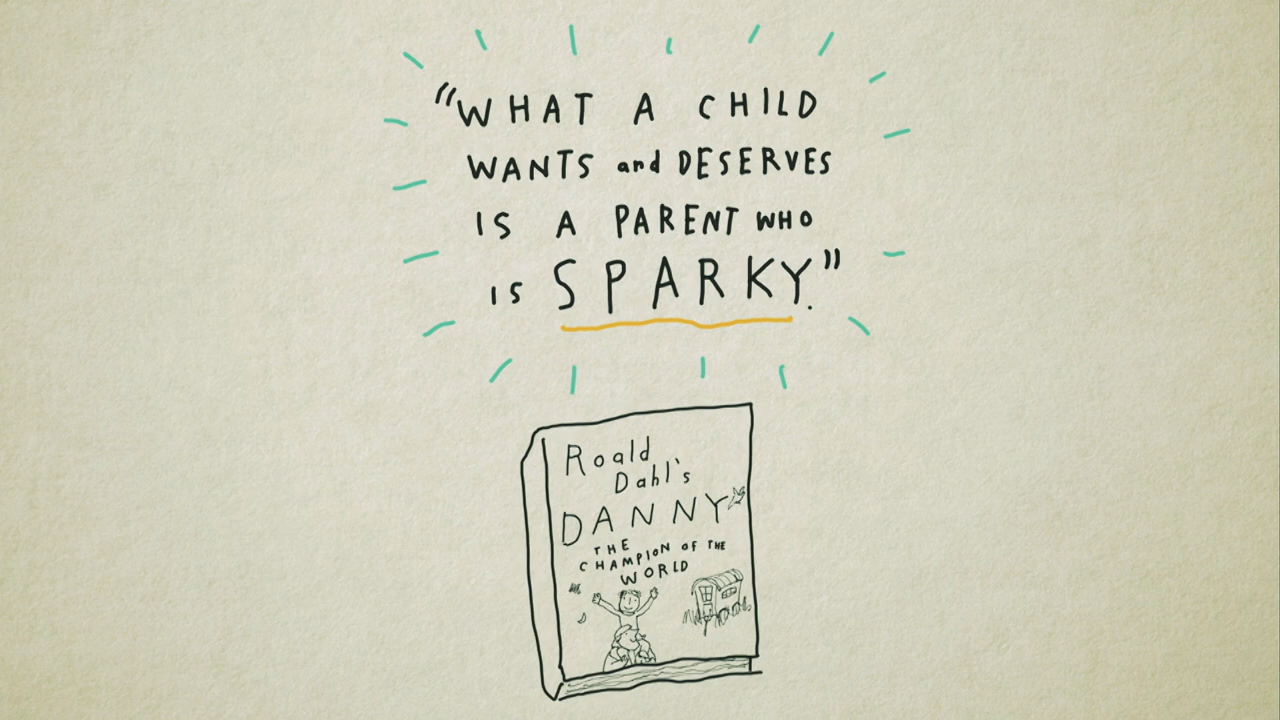 "WHAT A CHILD
WANTS and DESERVES
IS A PARENT WHO
is SPARKY."
Roald
Dahl's
DANNY
THE
CHAMPION OF THE
WORLD